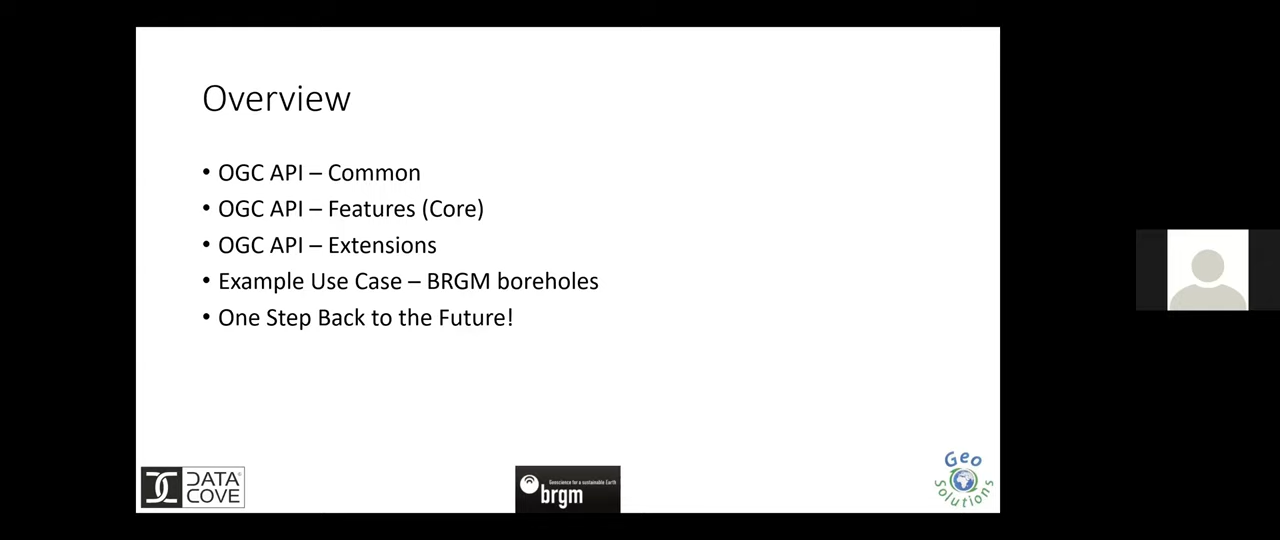 Overview
• OGC API – Common
• OGC API – Features (Core)
• OGC API – Extensions
• Example Use Case – BRGM boreholes
• One Step Back to the Future!
DATA
COVE
Geoscience for a sustainable Earth
brgm
Geo
Solutions